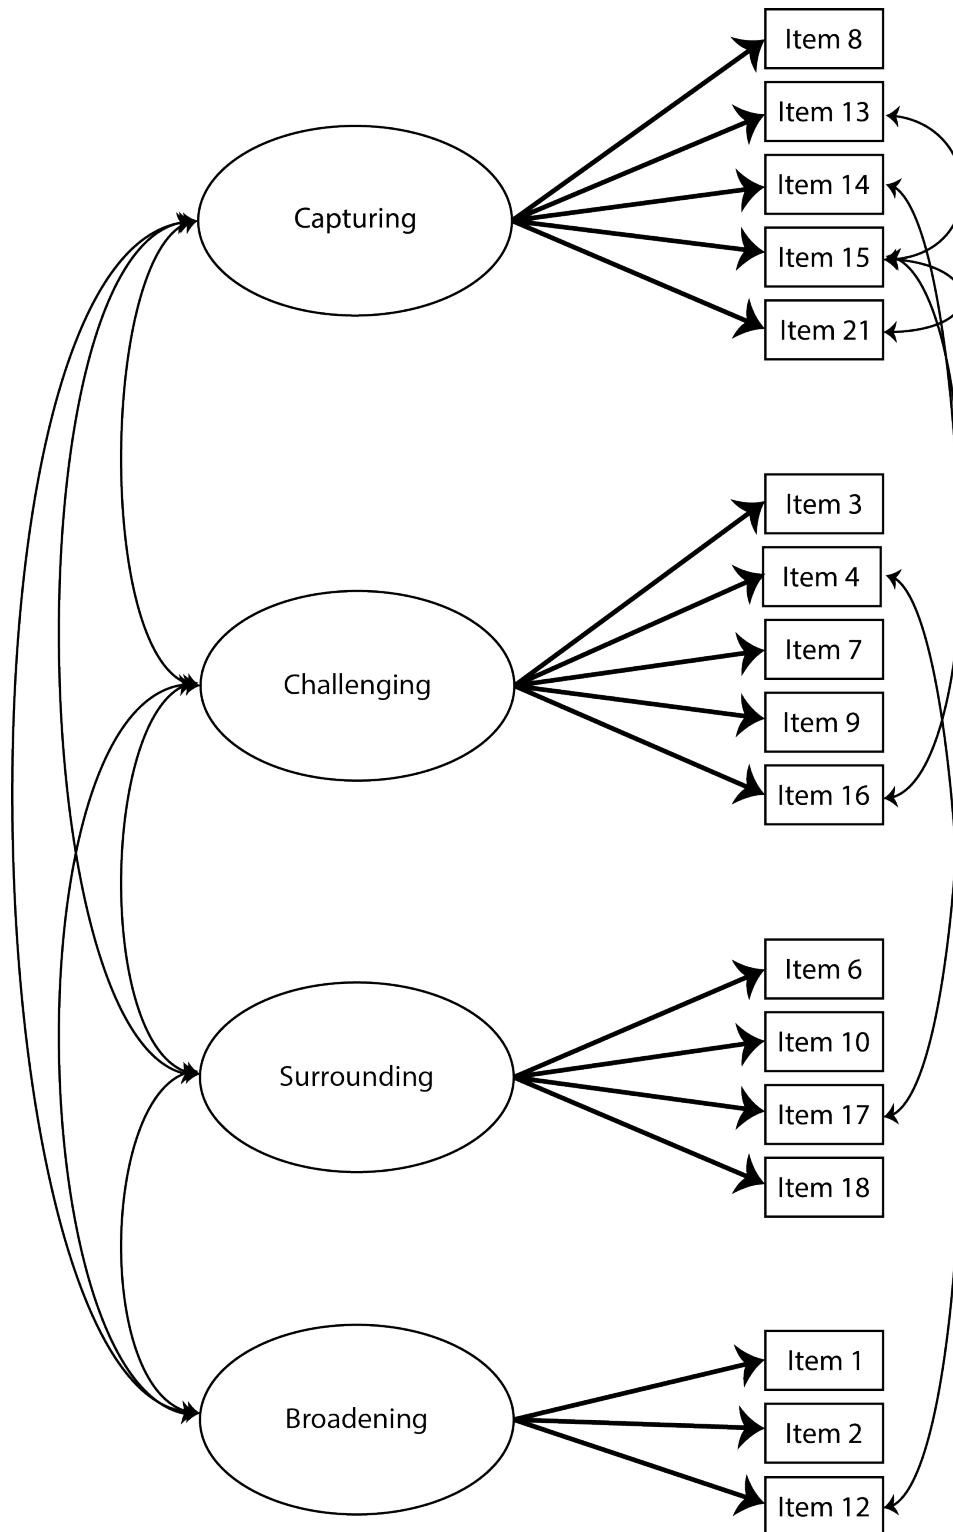 Capturing
Item 8
Item 13
Item 14
Item 15
Item 21
Challenging
Item 3
Item 4
Item 7
Item 9
Item 16
Surrounding
Item 6
Item 10
Item 17
Item 18
Broadening
Item 1
Item 2
Item 12